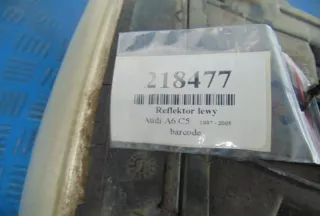 218477
Reflektor lewy
Audi A6 C5 1997 - 2005
barcode